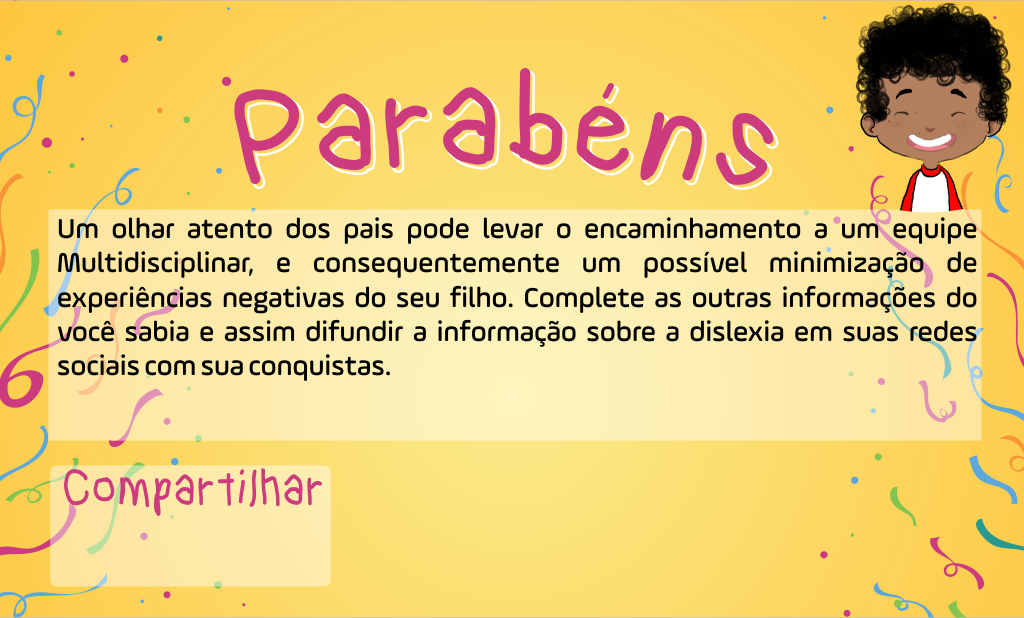 Parabéns
Um olhar atento dos pais pode levar o encaminhamento a um equipe
Multidisciplinar, e consequentemente um possível minimização de
experiências negativas do seu filho. Complete as outras informações do
você sabia e assim difundir a informação sobre a dislexia em suas redes
sociais com sua conquistas.
Compartilhar